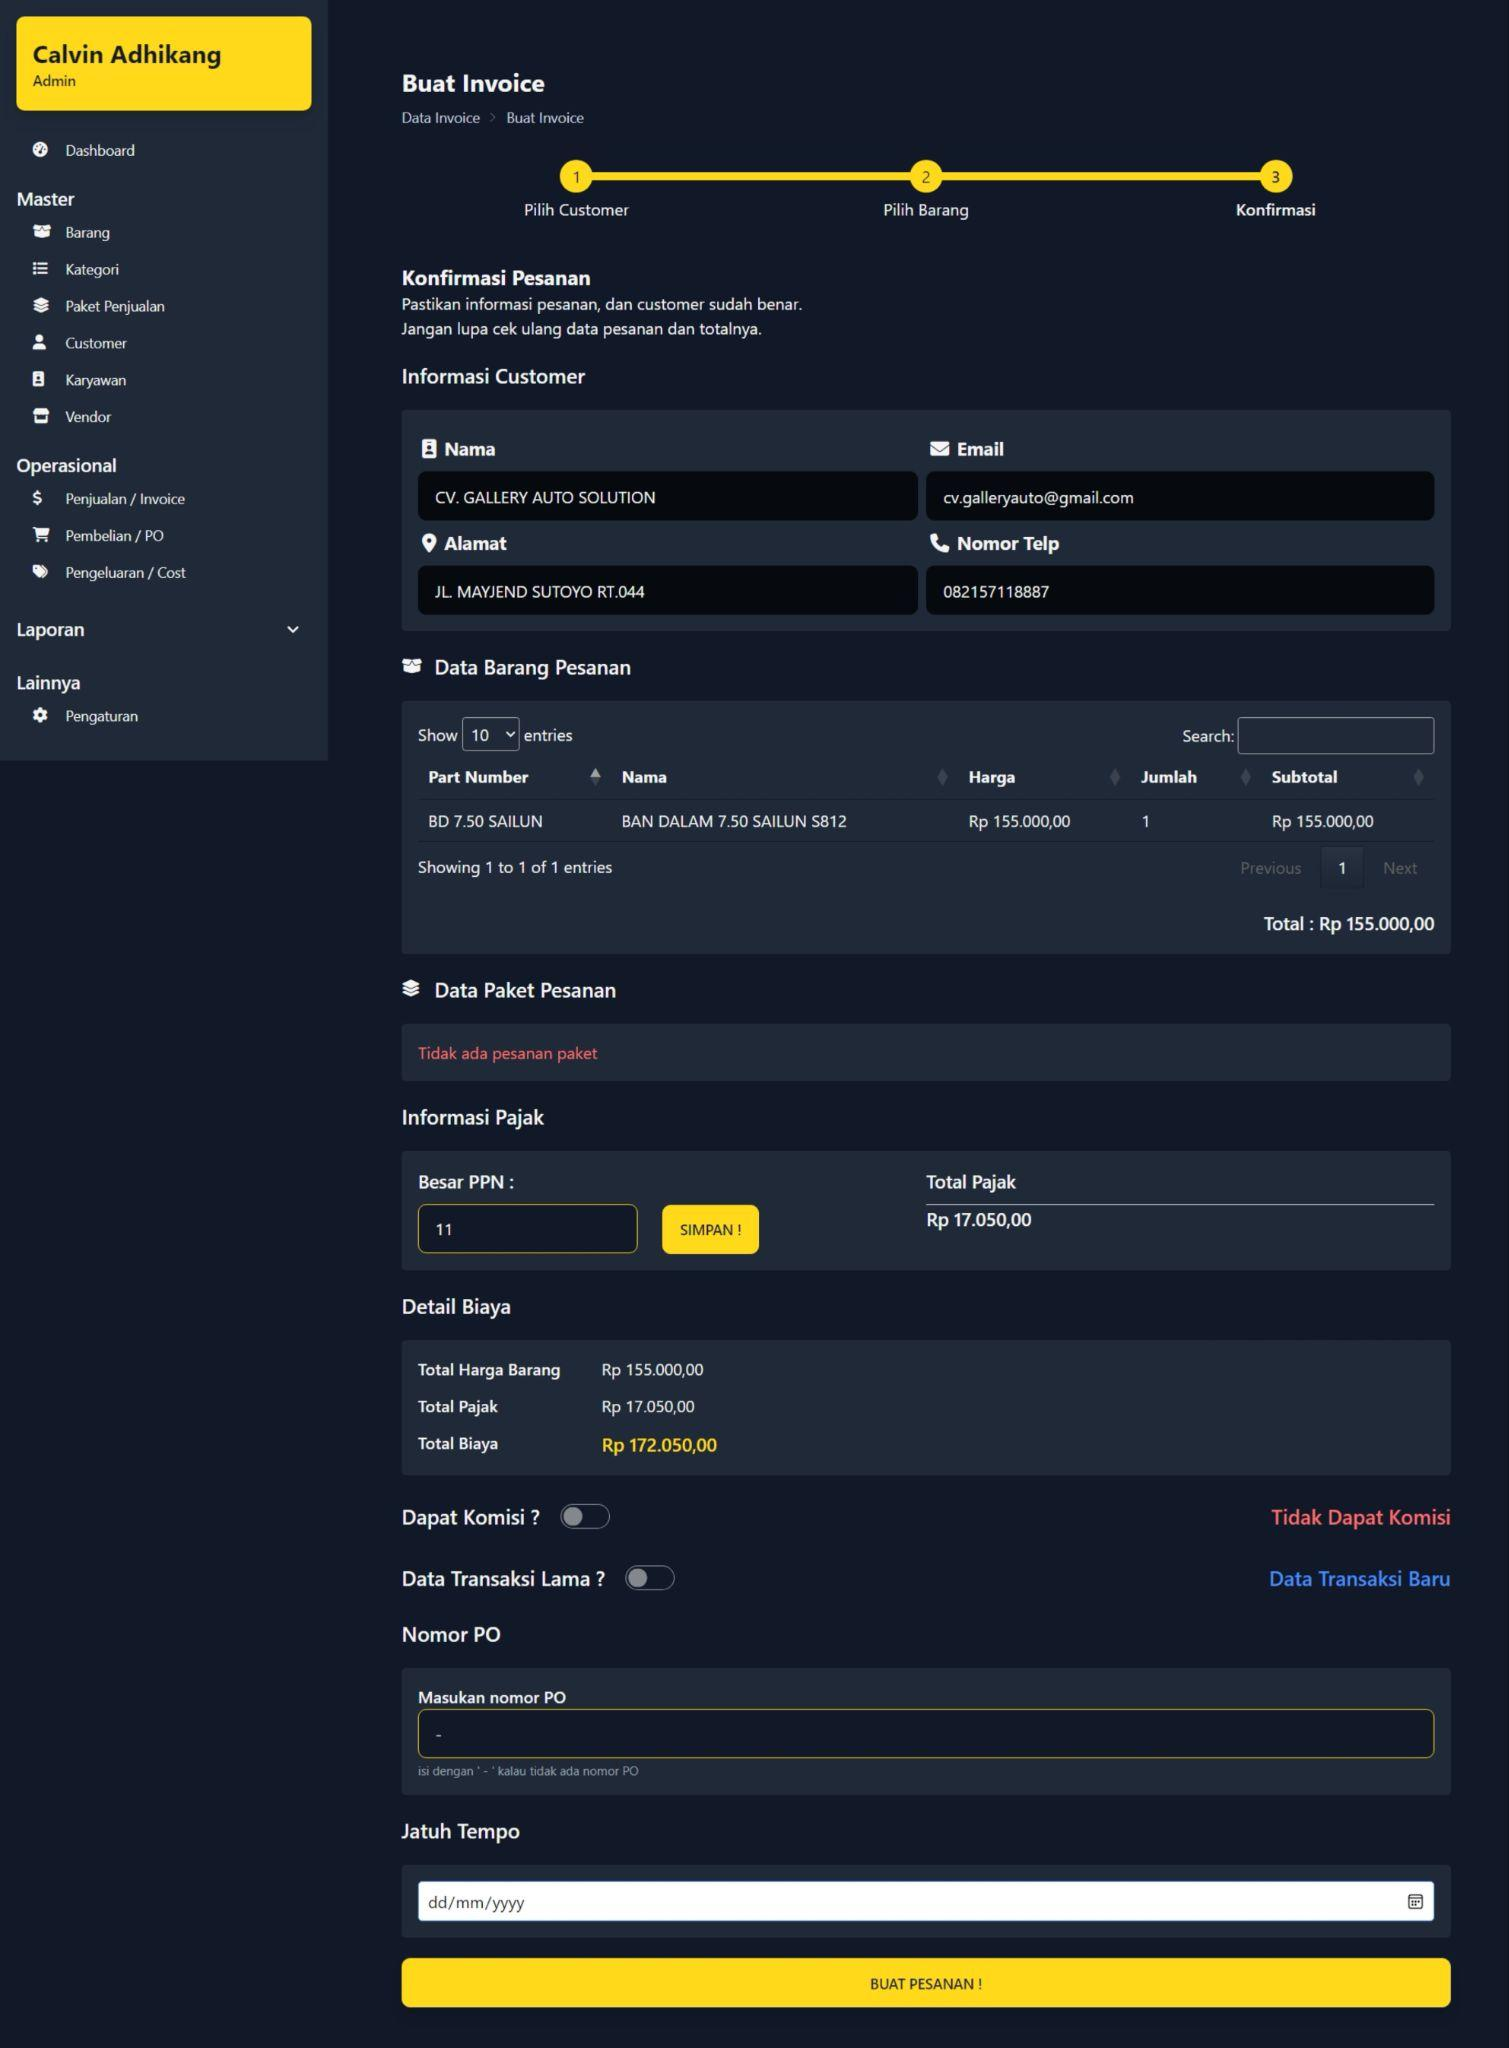 Calvin Adhikang
Admin
Dashboard
Master
Barang
Kategori
Paket Penjualan
Customer
Karyawan
Vendor
Operasional
Penjualan / Invoice
Pembelian / PO
Pengeluaran / Cost
Laporan
Lainnya
Pengaturan
Buat Invoice
Data Invoice > Buat Invoice
1 2 3
Pilih Customer Pilih Barang Konfirmasi
Konfirmasi Pesanan
Pastikan informasi pesanan, dan customer sudah benar.
Jangan lupa cek ulang data pesanan dan totalnya.
Informasi Customer
Nama Email
CV. GALLERY AUTO SOLUTION cv.galleryauto@gmail.com
Alamat Nomor Telp
JL. MAYJEND SUTOYO RT.044 082157118887
Data Barang Pesanan
Show 10 entries Search:
Part Number Nama Harga Jumlah Subtotal
BD 7.50 SAILUN BAN DALAM 7.50 SAILUN S812 Rp 155.000,00 1 Rp 155.000,00
Showing 1 to 1 of 1 entries Previous 1 Next
Total : Rp 155.000,00
Data Paket Pesanan
Tidak ada pesanan paket
Informasi Pajak
Besar PPN : Total Pajak
11 SIMPAN ! Rp 17.050,00
Detail Biaya
Total Harga Barang Rp 155.000,00
Total Pajak Rp 17.050,00
Total Biaya Rp 172.050,00
Dapat Komisi ? Tidak Dapat Komisi
Data Transaksi Lama ? Data Transaksi Baru
Nomor PO
Masukan nomor PO
-
isi dengan ' - ' kalau tidak ada nomor PO
Jatuh Tempo
dd/mm/yyyy
BUAT PESANAN !